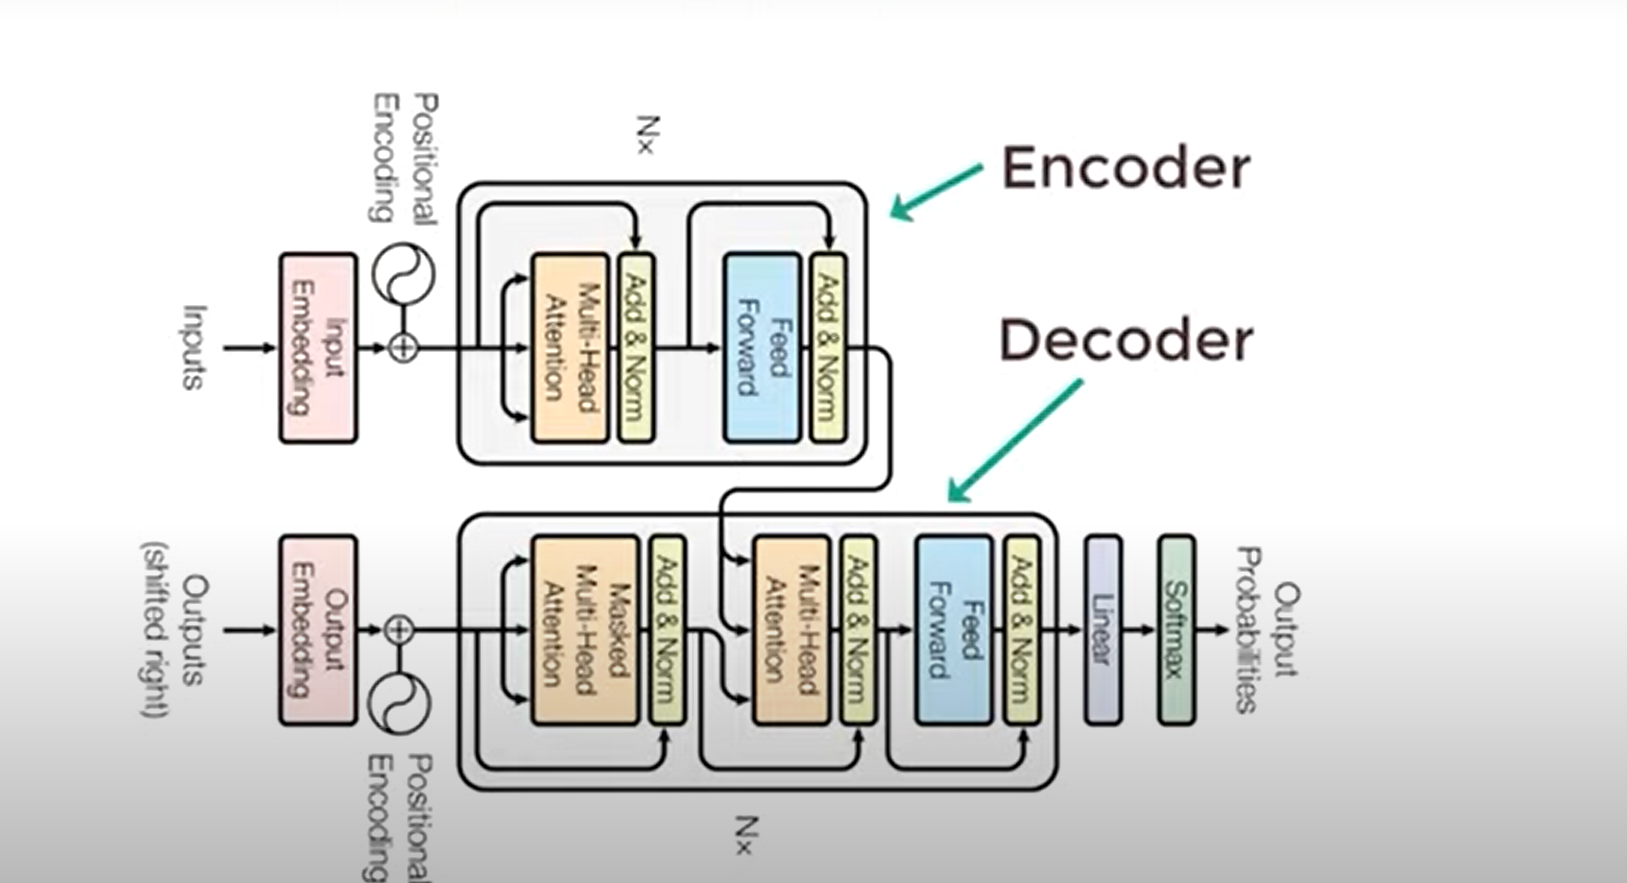 Encoder
Decoder
Nx
Positional
Encoding
Inputs
Input
Embedding
Multi-Head
Attention
Add & Norm
Feed
Forward
Add & Norm
Outputs
(shifted right)
Output
Embedding
Positional
Encoding
Masked
Multi-Head
Attention
Add & Norm
Multi-Head
Attention
Add & Norm
Feed
Forward
Add & Norm
Nx
Linear
Softmax
Output
Probabilities